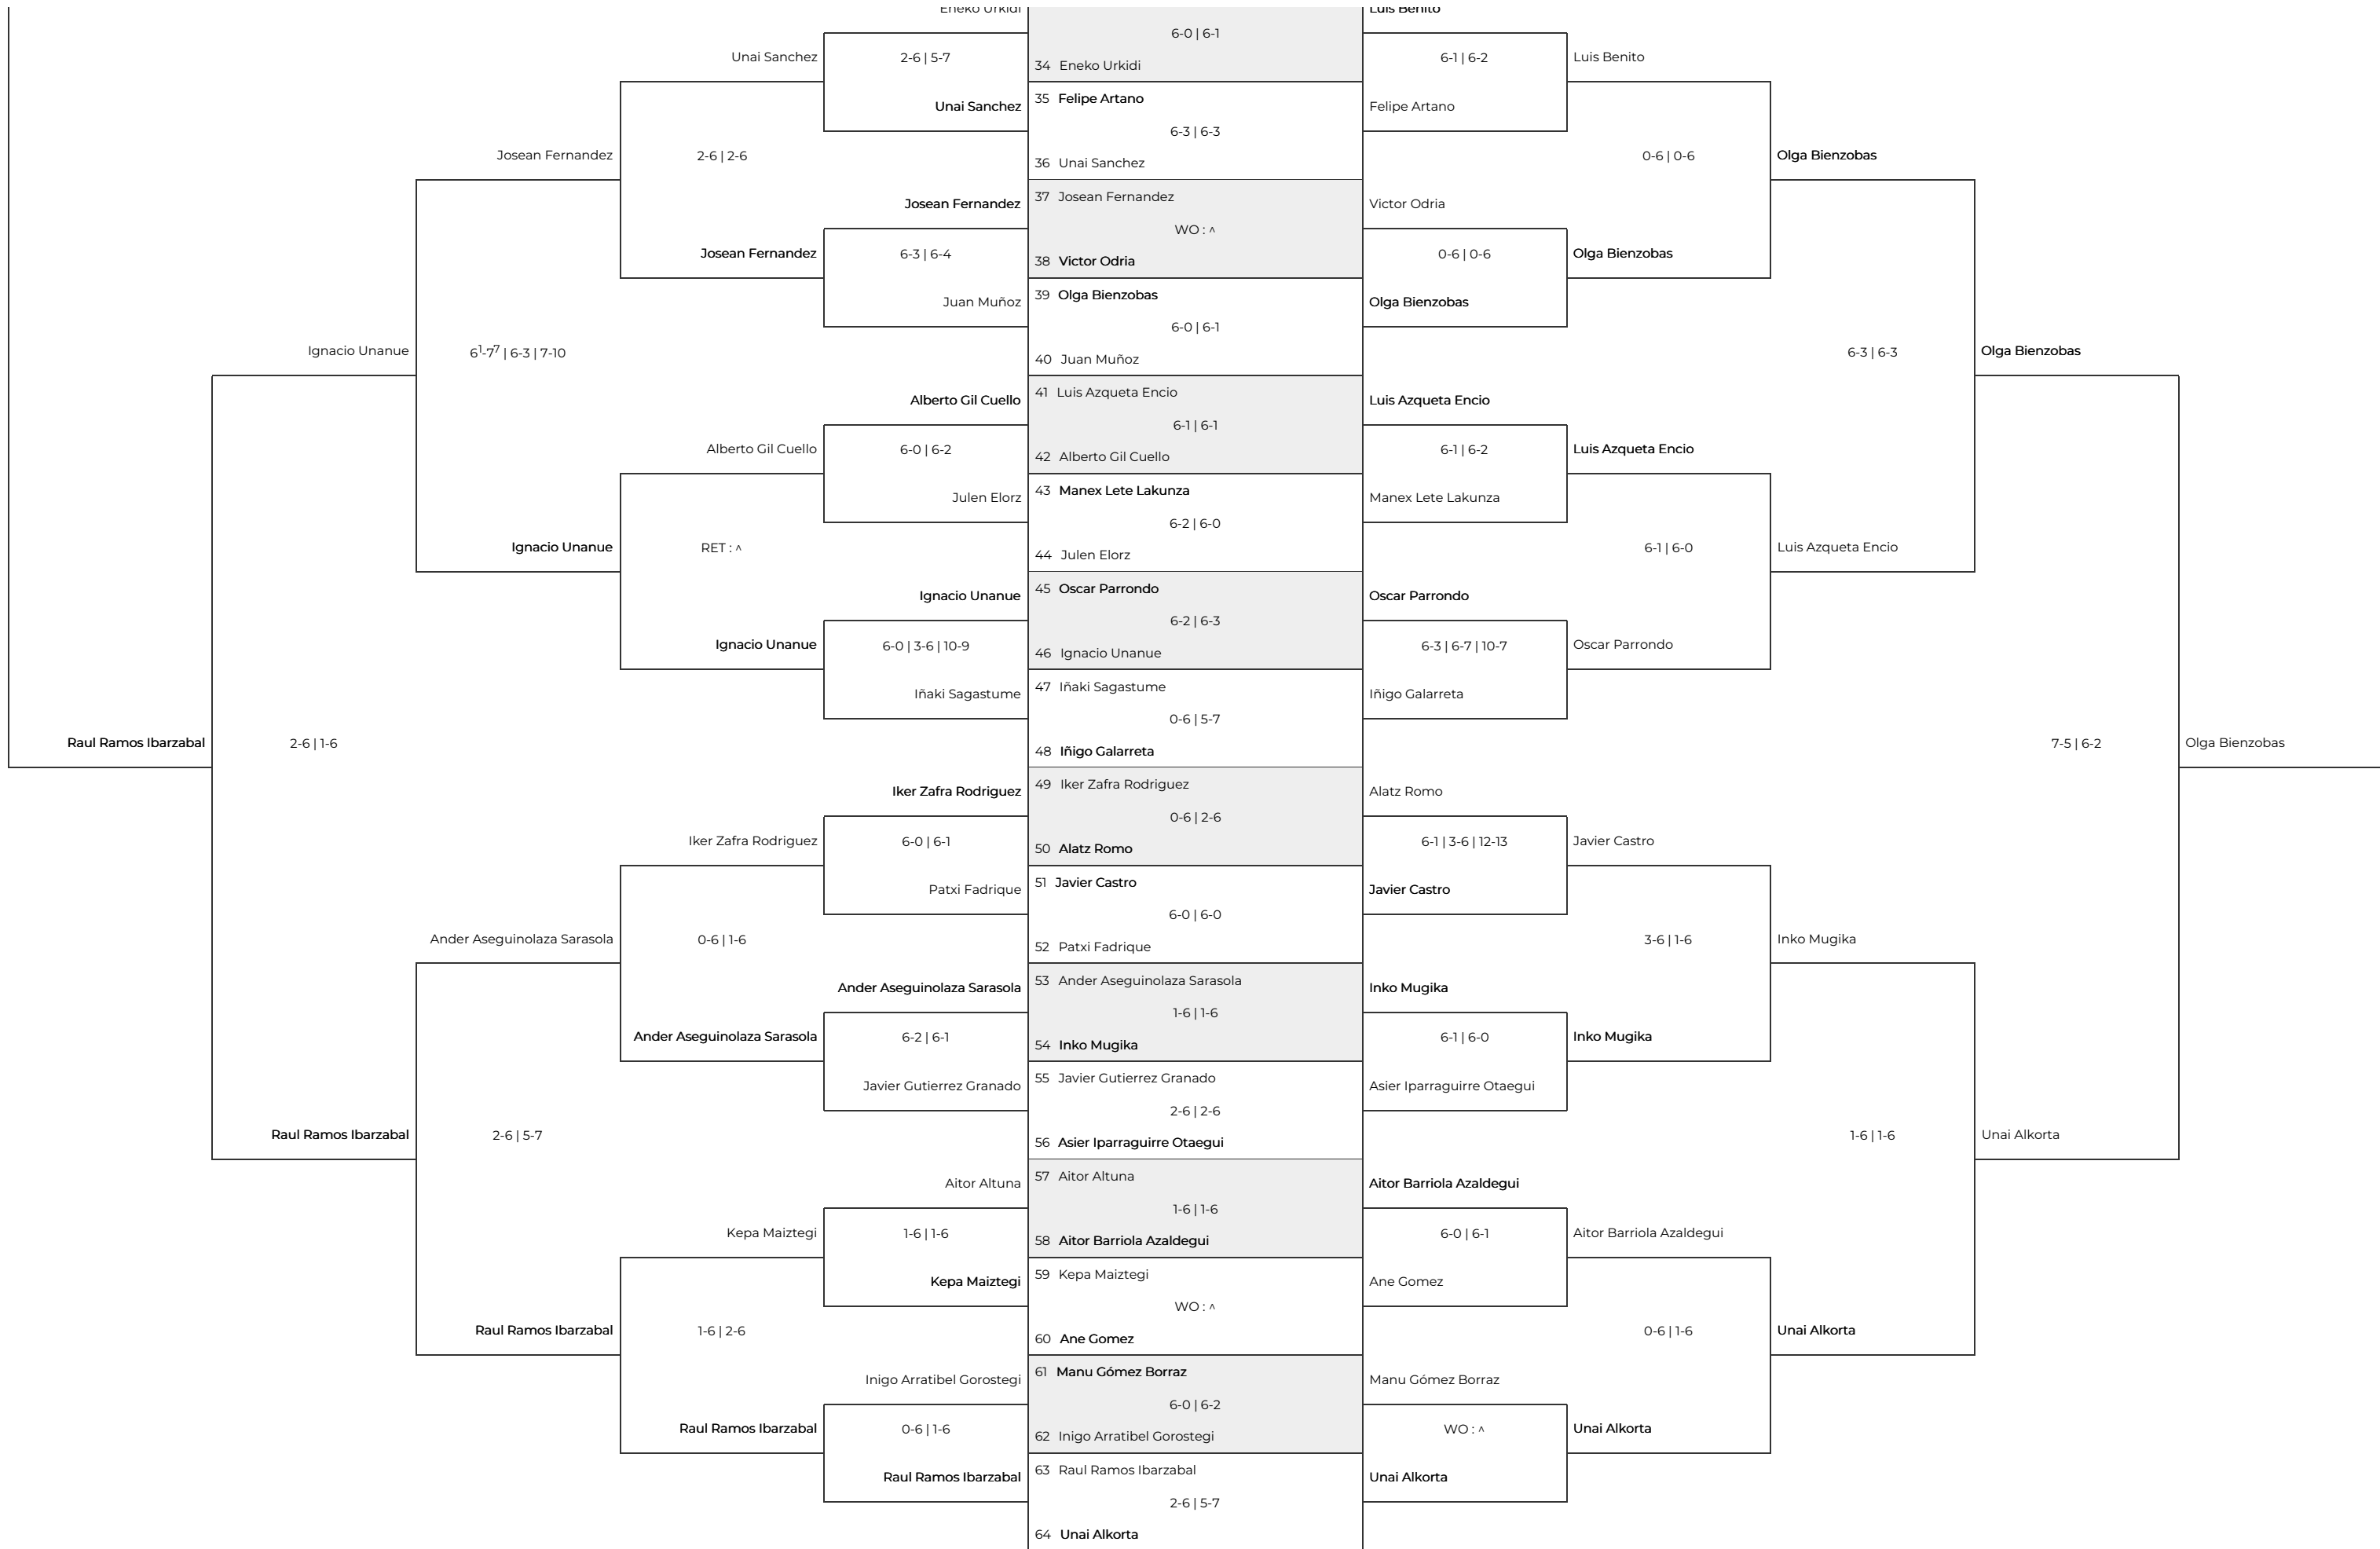 Eneko Urkidi
Luis Benito
6-0 | 6-1
Unai Sanchez
2-6 | 5-7
34 Eneko Urkidi
6-1 | 6-2
Luis Benito
Unai Sanchez
35 Felipe Artano
Felipe Artano
6-3 | 6-3
Josean Fernandez
2-6 | 2-6
36 Unai Sanchez
0-6 | 0-6
Olga Bienzobas
Josean Fernandez
37 Josean Fernandez
Victor Odria
WO : ^
Josean Fernandez
6-3 | 6-4
38 Victor Odria
0-6 | 0-6
Olga Bienzobas
Juan Muñoz
39 Olga Bienzobas
Olga Bienzobas
6-0 | 6-1
Ignacio Unanue
6¹-7⁷ | 6-3 | 7-10
40 Juan Muñoz
6-3 | 6-3
Olga Bienzobas
Alberto Gil Cuello
41 Luis Azqueta Encio
Luis Azqueta Encio
6-1 | 6-1
Alberto Gil Cuello
6-0 | 6-2
42 Alberto Gil Cuello
6-1 | 6-2
Luis Azqueta Encio
Julen Elorz
43 Manex Lete Lakunza
Manex Lete Lakunza
6-2 | 6-0
Ignacio Unanue
RET : ^
44 Julen Elorz
6-1 | 6-0
Luis Azqueta Encio
Ignacio Unanue
45 Oscar Parrondo
Oscar Parrondo
6-2 | 6-3
Ignacio Unanue
6-0 | 3-6 | 10-9
46 Ignacio Unanue
6-3 | 6-7 | 10-7
Oscar Parrondo
Iñaki Sagastume
47 Iñaki Sagastume
Iñigo Galarreta
0-6 | 5-7
Raul Ramos Ibarzabal
2-6 | 1-6
48 Iñigo Galarreta
7-5 | 6-2
Olga Bienzobas
Iker Zafra Rodriguez
49 Iker Zafra Rodriguez
Alatz Romo
0-6 | 2-6
Iker Zafra Rodriguez
6-0 | 6-1
50 Alatz Romo
6-1 | 3-6 | 12-13
Javier Castro
Patxi Fadrique
51 Javier Castro
Javier Castro
6-0 | 6-0
Ander Aseguinolaza Sarasola
0-6 | 1-6
52 Patxi Fadrique
3-6 | 1-6
Inko Mugika
Ander Aseguinolaza Sarasola
53 Ander Aseguinolaza Sarasola
Inko Mugika
1-6 | 1-6
Ander Aseguinolaza Sarasola
6-2 | 6-1
54 Inko Mugika
6-1 | 6-0
Inko Mugika
Javier Gutierrez Granado
55 Javier Gutierrez Granado
Asier Iparraguirre Otaegui
2-6 | 2-6
Raul Ramos Ibarzabal
2-6 | 5-7
56 Asier Iparraguirre Otaegui
1-6 | 1-6
Unai Alkorta
Aitor Altuna
57 Aitor Altuna
Aitor Barriola Azaldegui
1-6 | 1-6
Kepa Maiztegi
1-6 | 1-6
58 Aitor Barriola Azaldegui
6-0 | 6-1
Aitor Barriola Azaldegui
Kepa Maiztegi
59 Kepa Maiztegi
Ane Gomez
WO : ^
Raul Ramos Ibarzabal
1-6 | 2-6
60 Ane Gomez
0-6 | 1-6
Unai Alkorta
Inigo Arratibel Gorostegi
61 Manu Gómez Borraz
Manu Gómez Borraz
6-0 | 6-2
Raul Ramos Ibarzabal
0-6 | 1-6
62 Inigo Arratibel Gorostegi
WO : ^
Unai Alkorta
Raul Ramos Ibarzabal
63 Raul Ramos Ibarzabal
Unai Alkorta
2-6 | 5-7
64 Unai Alkorta